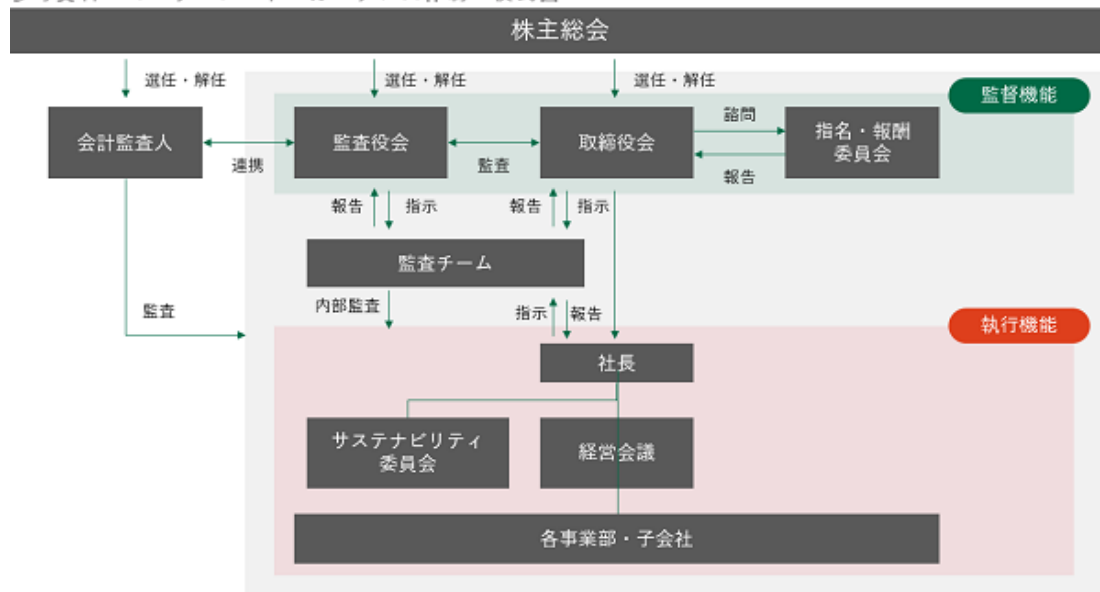 株主総会
選任・解任
選任・解任
選任・解任
監督機能
会計監査人
連携
監査役会
監査
取締役会
諮問
報告
指名・報酬
委員会
報告
指示
報告
指示
監査チーム
内部監査
指示
報告
監査
執行機能
社長
サステナビリティ
委員会
経営会議
各事業部・子会社